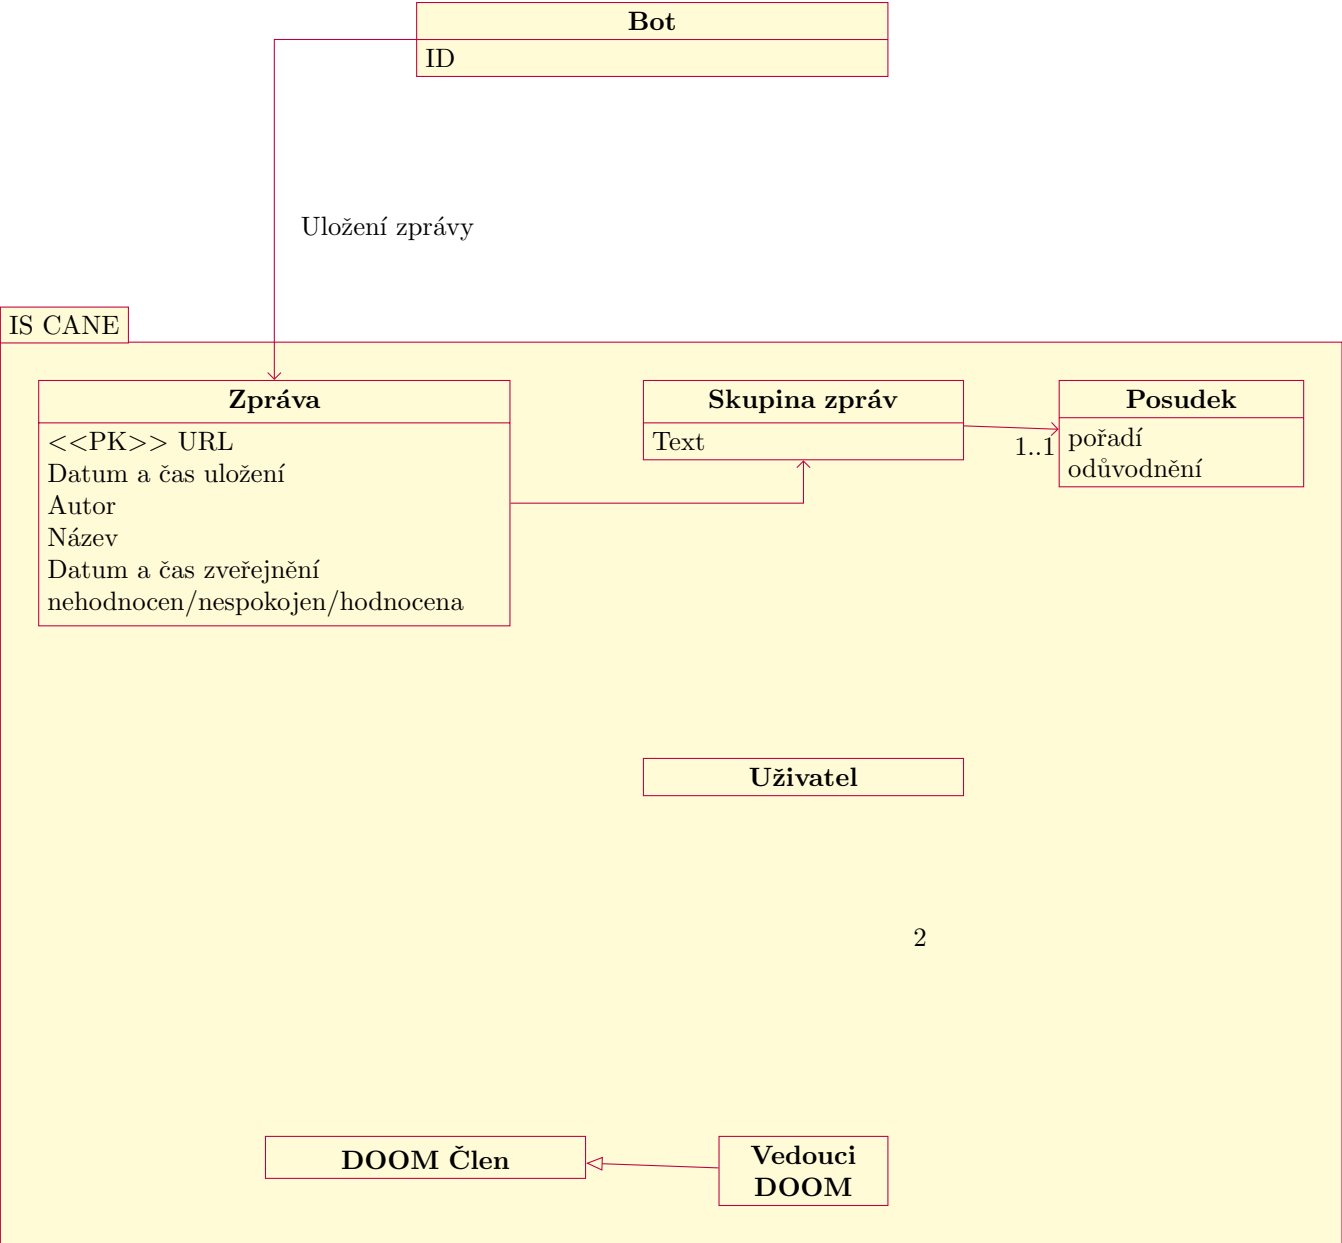 Bot
ID
Uložení zprávy
IS CANE
Zpráva
<<PK>> URL
Datum a čas uložení
Autor
Název
Datum a čas zveřejnění
nehodnocen/nespokojen/hodnocena
Skupina zpráv
Text
1..1
Posudek
pořadí
odůvodnění
Uživatel
2
DOOM Člen
Vedouci
DOOM